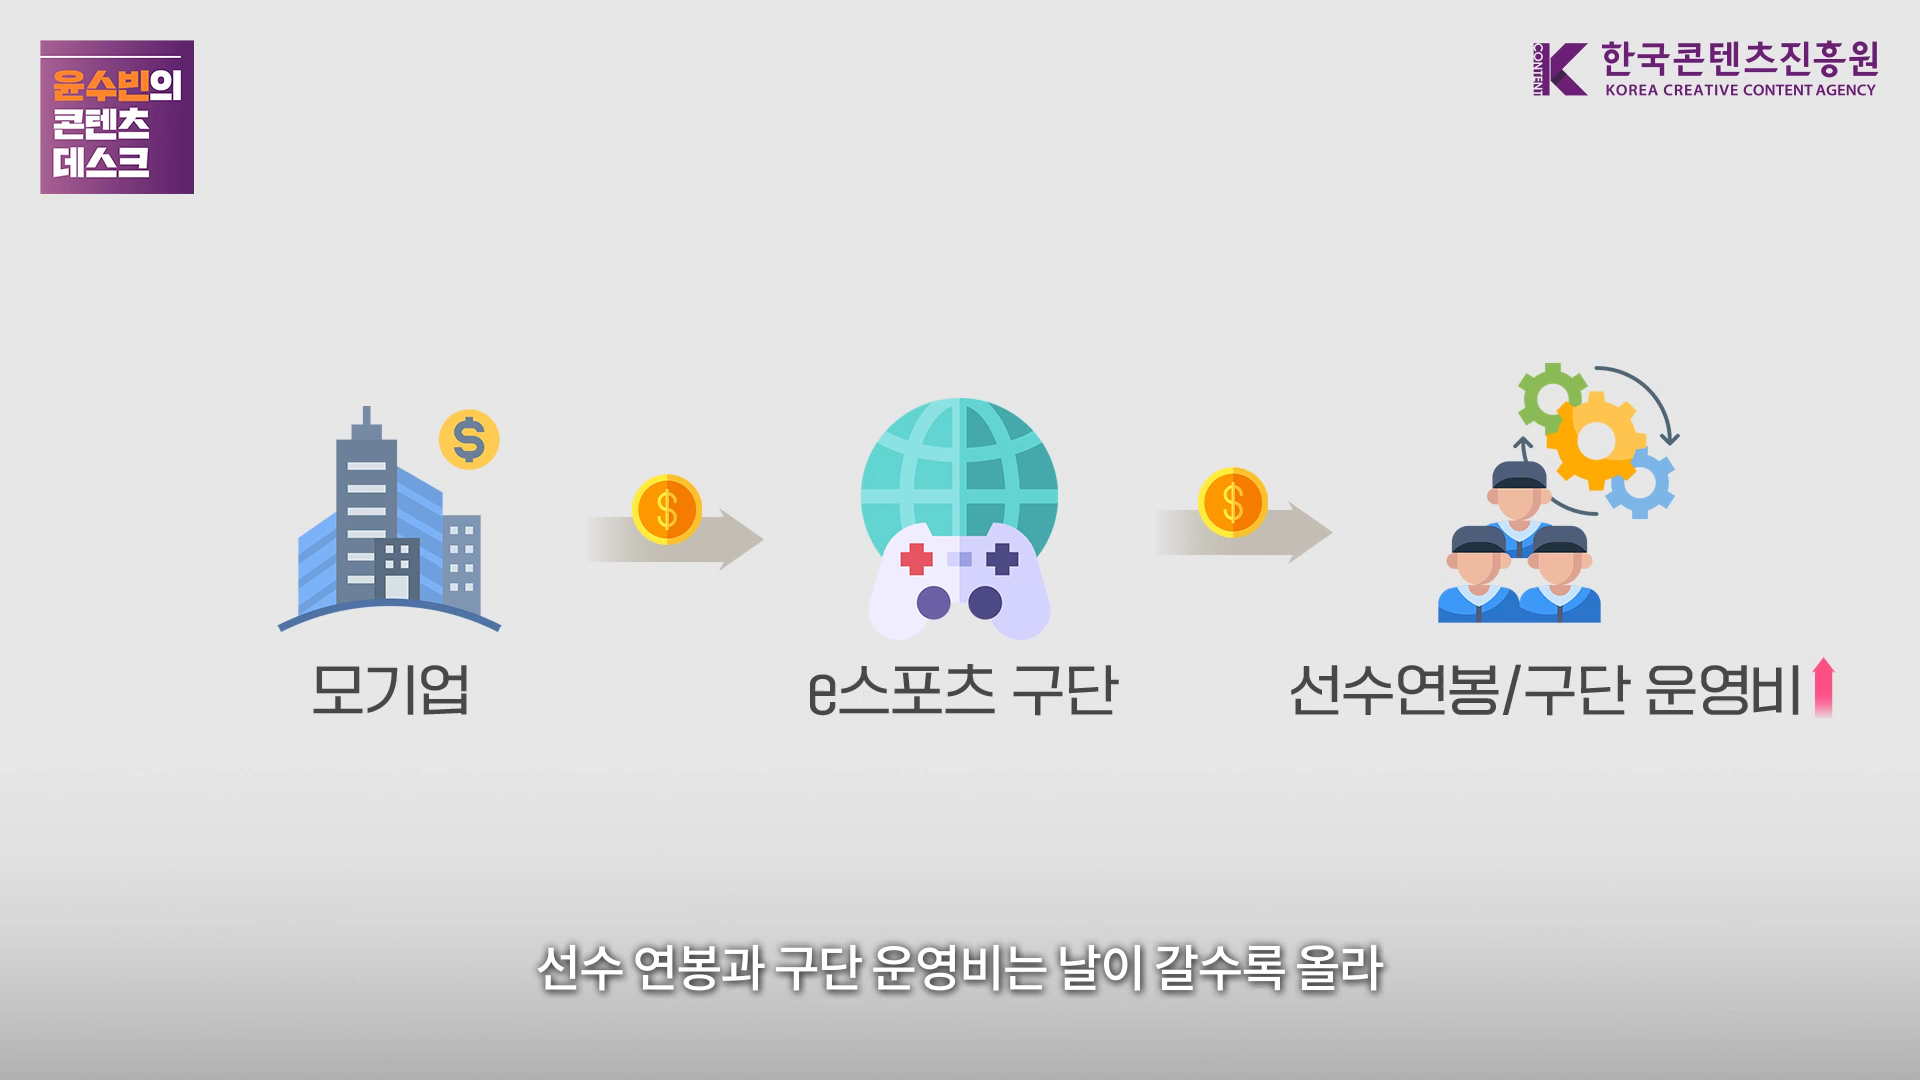 윤수빈의
콘텐츠
데스크
CONTENT
한국콘텐츠진흥원
KOREA CREATIVE CONTENT AGENCY
모기업
e스포츠 구단
선수연봉/구단 운영비
선수 연봉과 구단 운영비는 날이 갈수록 올라